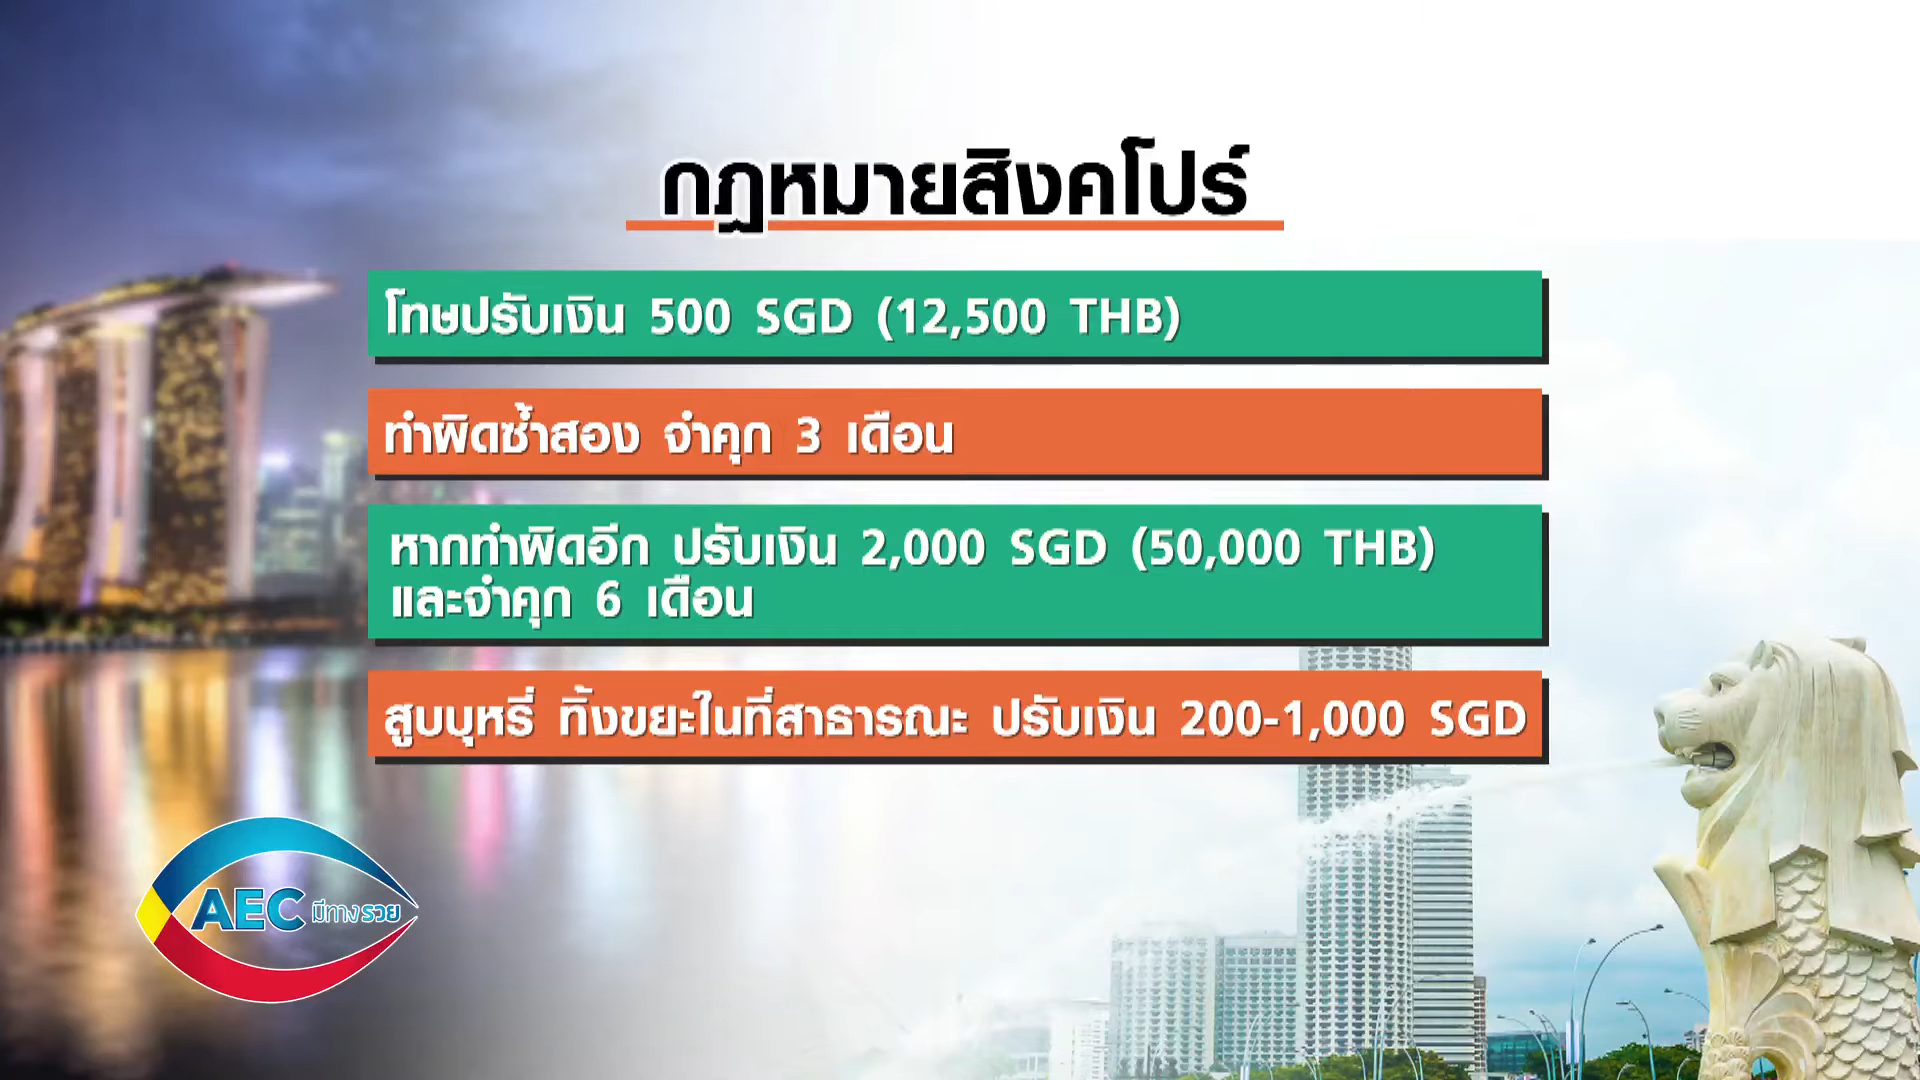 กฎหมายสิงคโปร์
โทษปรับเงิน 500 SGD (12,500 THB)
ทำผิดซ้ำสอง จำคุก 3 เดือน
หากทำผิดอีก ปรับเงิน 2,000 SGD (50,000 THB)
และจำคุก 6 เดือน
สูบบุหรี่ ทิ้งขยะในที่สาธารณะ ปรับเงิน 200-1,000 SGD
AEC มีทางรวย